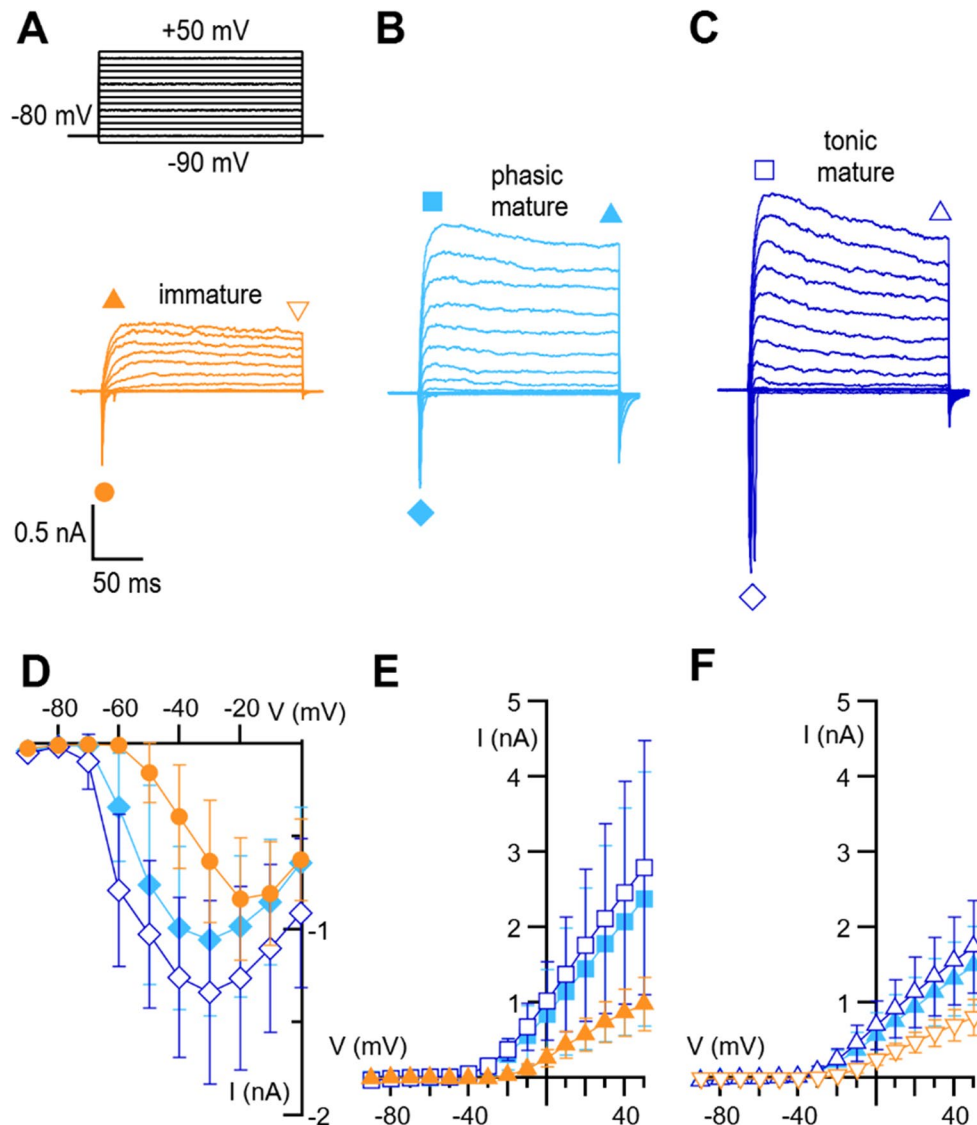 A
+50 mV
-80 mV
-90 mV
B
C
immature
phasic
mature
tonic
mature
0.5 nA
50 ms
D
-80 -60 -40 -20
V (mV)
-1
I (nA)
-2
E
5
I (nA)
4
3
2
1
V (mV)
-80 -40 40
F
5
I (nA)
4
3
2
1
V (mV)
-80 -40 40